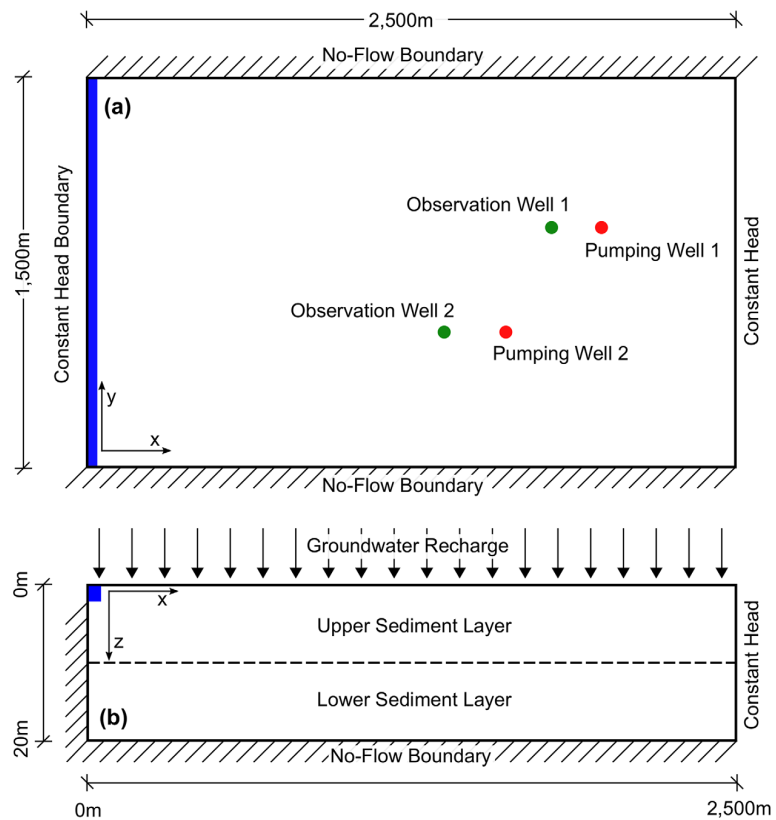 2,500m
No-Flow Boundary
(a)
Constant Head Boundary
1,500m
Observation Well 1
Pumping Well 1
Observation Well 2
Pumping Well 2
Constant Head
y
x
No-Flow Boundary
Groundwater Recharge
0m
x
z
Upper Sediment Layer
Lower Sediment Layer
Constant Head
(b)
20m
No-Flow Boundary
0m
2,500m